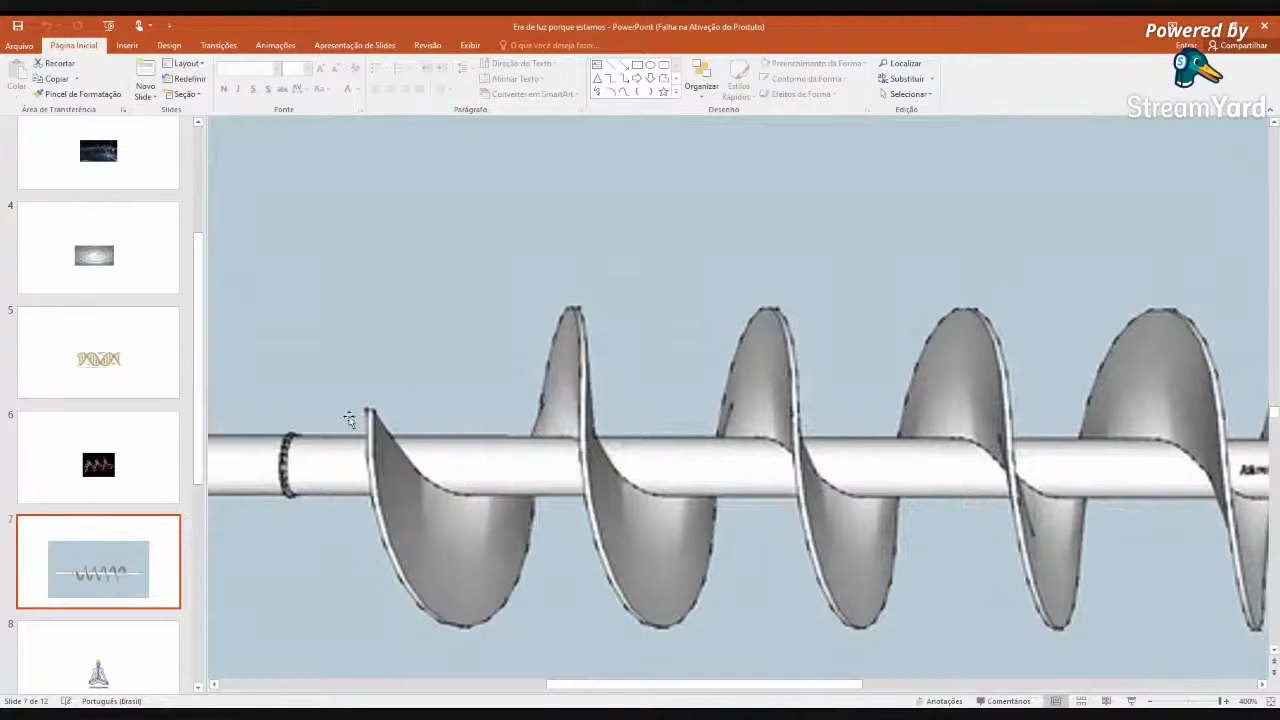 Era de luz porque estamos - PowerPoint (Falha na Ativação do Produto)
Powered by
StreamYard
Arquivo Página Inicial Inserir Design Transições Animações Apresentação de Slides Revisão Exibir O que você deseja fazer... Entrar Compartilhar
Colar
Recortar
Copiar
Pincel de Formatação
Área de Transferência
Novo Slide
Layout
Redefinir
Seção
Slides
N I S S
Fonte
Direção do Texto
Alinhar Texto
Converter em SmartArt
Parágrafo
Organizar
Estilos Rápidos
Preenchimento da Forma
Contorno da Forma
Efeitos de Forma
Desenho
Localizar
Substituir
Selecionar
Edição
4
5
6
7
8
Slide 7 de 12 Português (Brasil) Anotações Comentários 400%